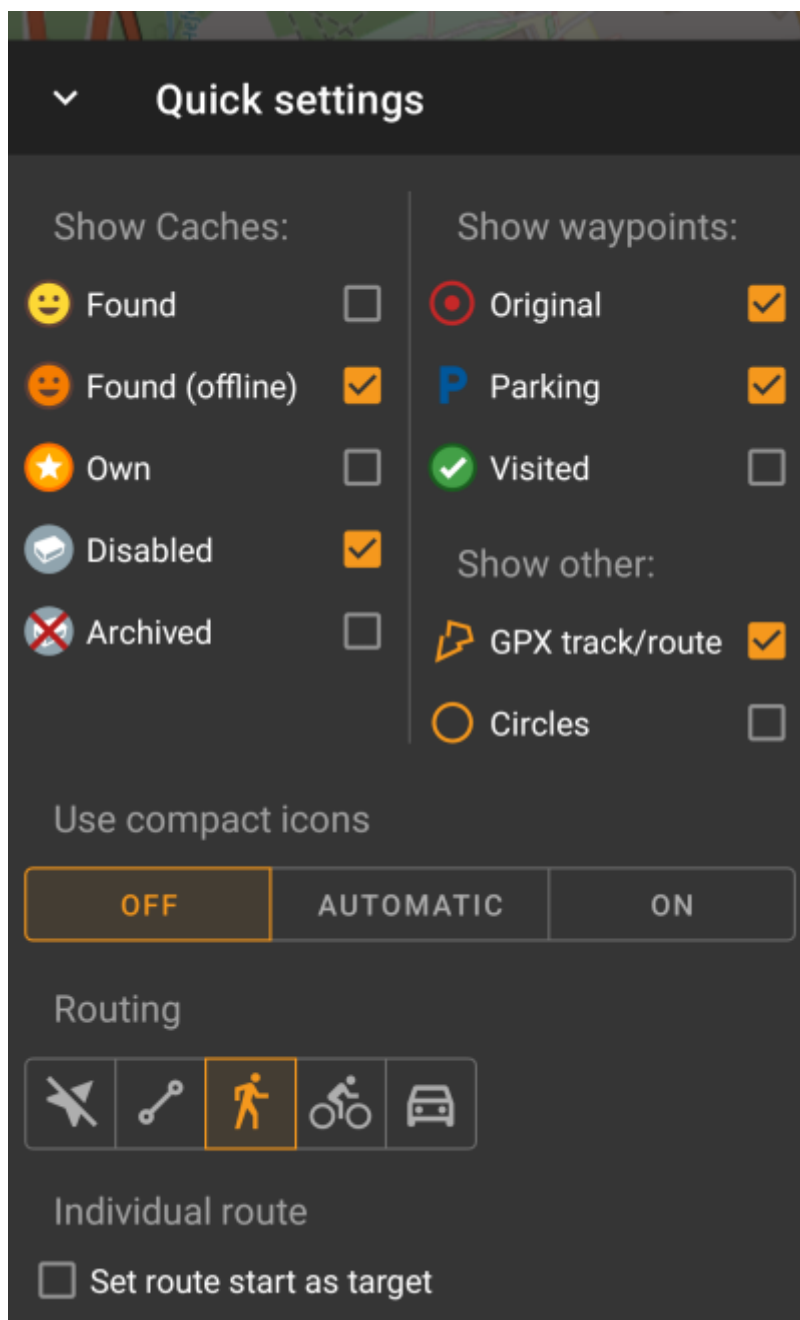 Quick settings
Show Caches:
Found
Found (offline)
Own
Disabled
Archived
Show waypoints:
Original
P Parking
Visited
Show other:
GPX track/route
Circles
Use compact icons
OFF
AUTOMATIC
ON
Routing
Individual route
Set route start as target